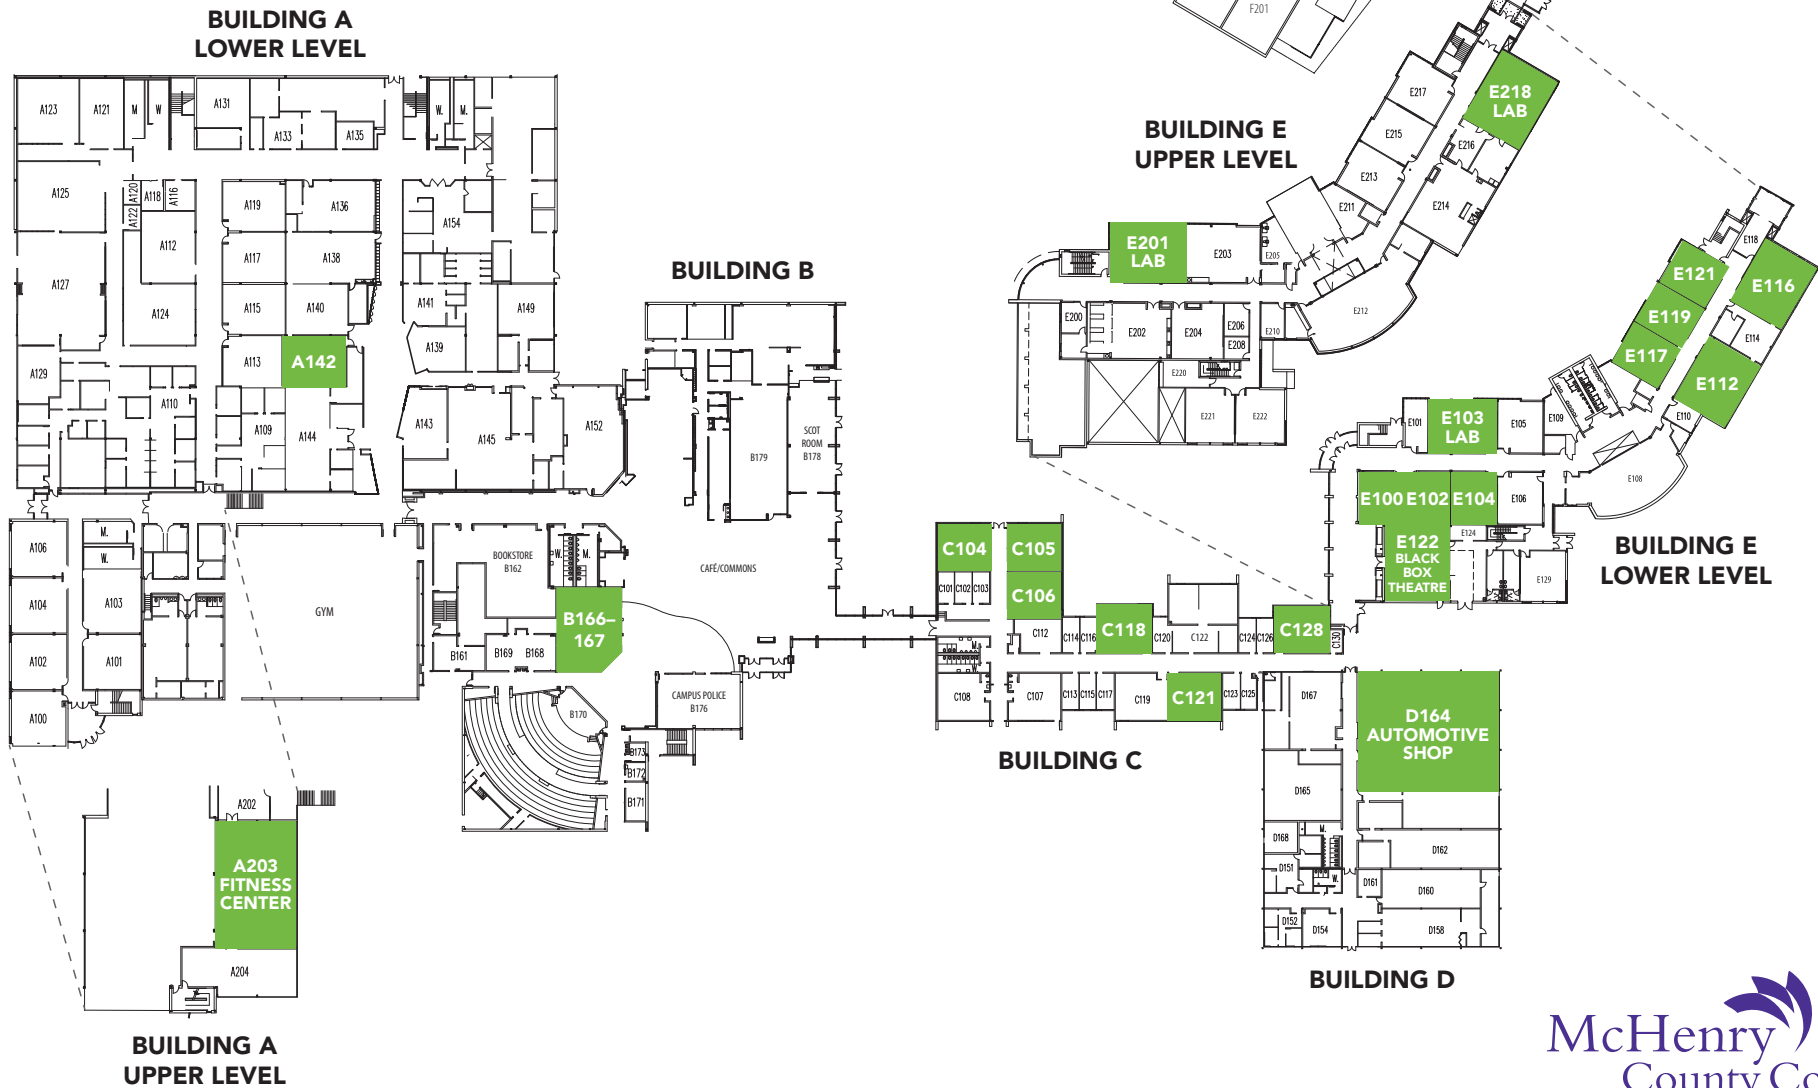 BUILDING A
LOWER LEVEL
A123
A121
M
W
A131
A133
A135
W.
M.
A125
A120
A122
A118
A116
A119
A136
A154
A112
A117
A138
A127
A124
A115
A140
A141
A149
A139
A129
A113
A142
A110
A109
A144
A143
A145
A152
A106
M.
W.
A104
A103
A102
A101
A100
GYM
A202
A203
FITNESS
CENTER
A204
BUILDING A
UPPER LEVEL
BUILDING B
B179
SCOT
ROOM
B178
BOOKSTORE
B162
W.
M.
CAFÉ/COMMONS
B166–
167
B161
B169
B168
B170
CAMPUS POLICE
B176
B173
B172
B171
F201
BUILDING E
UPPER LEVEL
E217
E218
LAB
E215
E216
E213
E211
E214
E201
LAB
E203
E205
E200
E202
E204
E206
E208
E210
E212
E220
E221
E222
E118
E121
E116
E119
E114
E117
E112
E110
E101
E103
LAB
E105
E109
E108
E100
E102
E104
E106
E124
E122
BLACK
BOX
THEATRE
E129
BUILDING E
LOWER LEVEL
C104
C105
C101
C102
C103
C106
C112
C114
C116
C118
C120
C122
C124
C126
C128
C130
M.
W.
C108
C107
C113
C115
C117
C119
C121
C123
C125
BUILDING C
D167
D164
AUTOMOTIVE
SHOP
D165
D168
M.
D162
D151
W.
D161
D160
D152
D154
D158
BUILDING D
McHenry
County Co